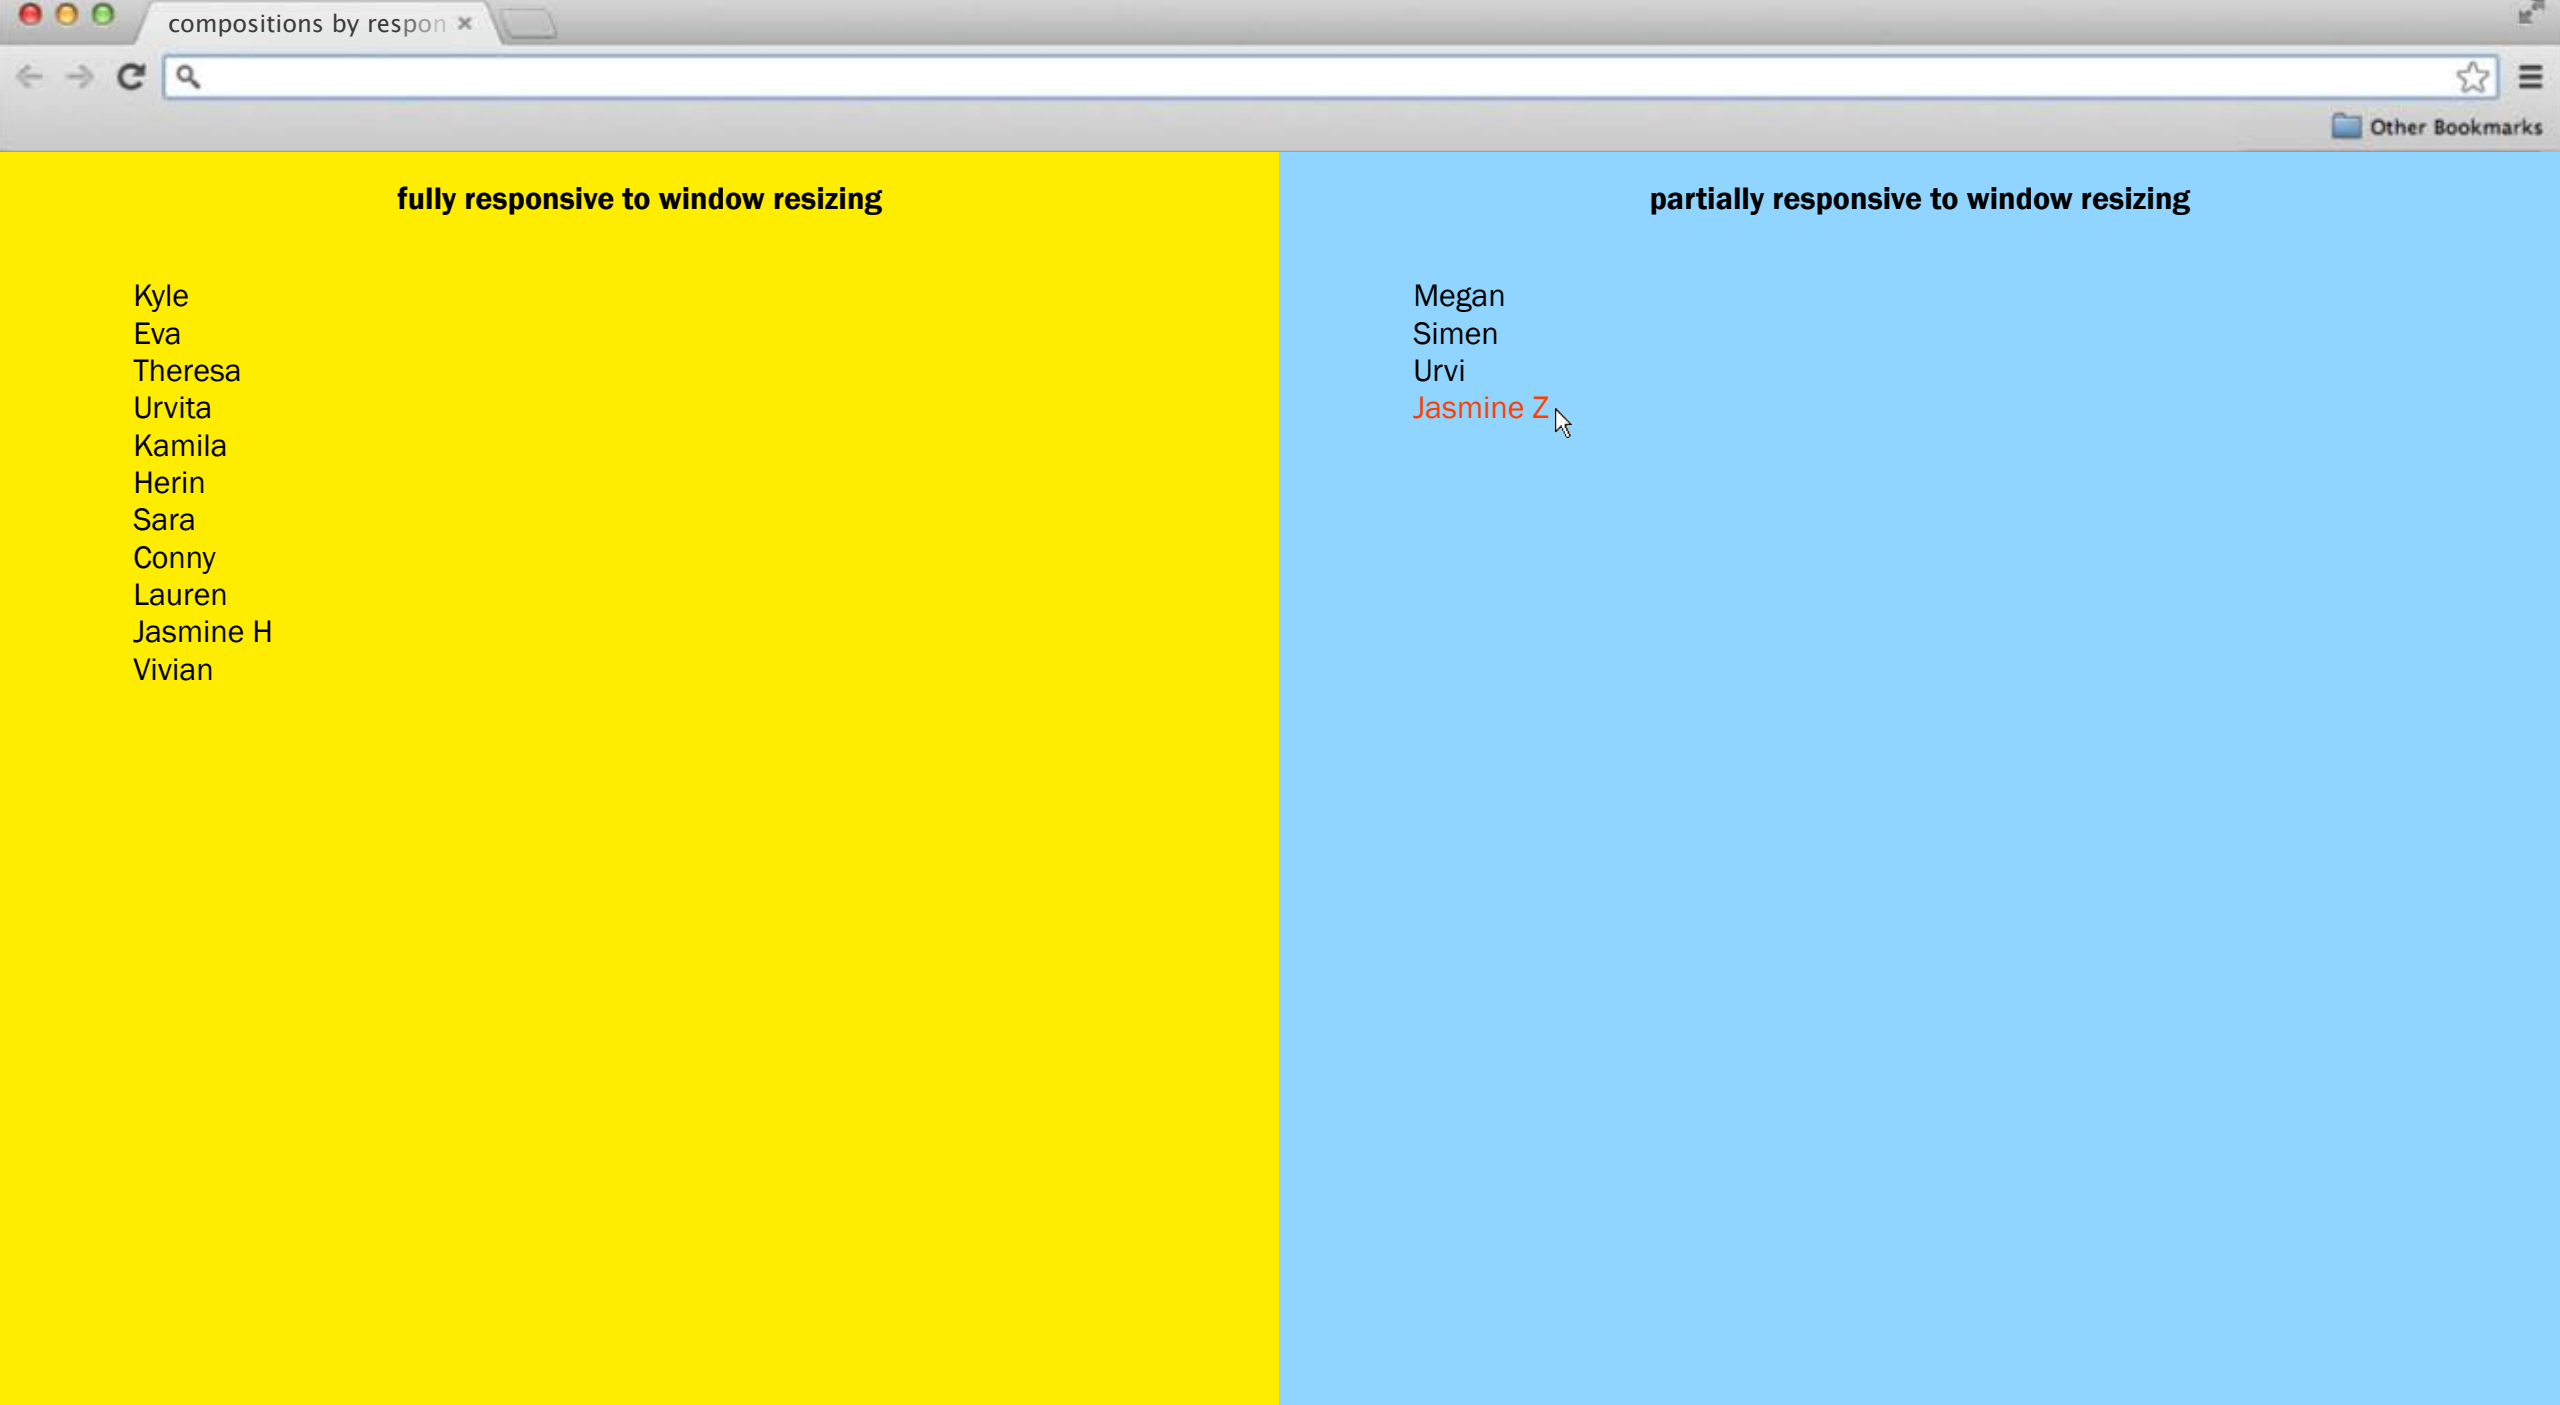 compositions by respon
Other Bookmarks
fully responsive to window resizing
Kyle
Eva
Theresa
Urvita
Kamila
Herin
Sara
Conny
Lauren
Jasmine H
Vivian
partially responsive to window resizing
Megan
Simen
Urvi
Jasmine Z